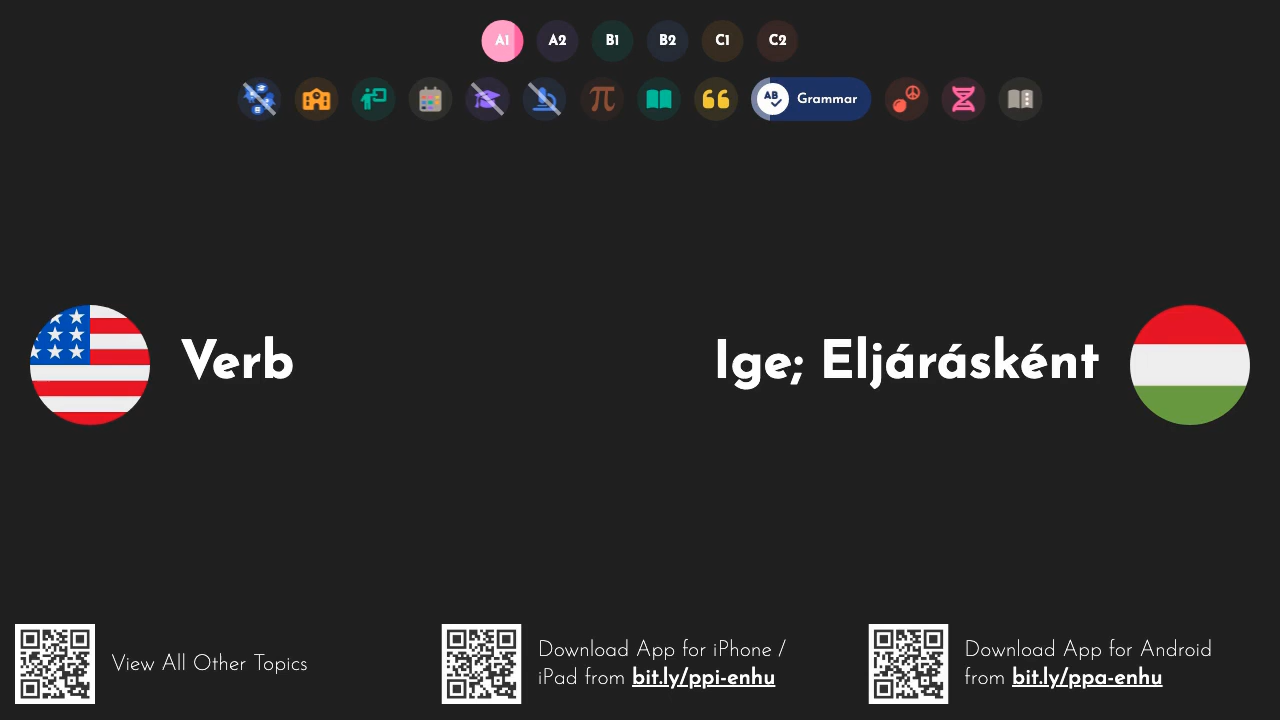 A1 A2 B1 B2 C1 C2
AB Grammar
Verb
Ige; Eljárásként
View All Other Topics
Download App for iPhone /
iPad from bit.ly/ppi-enhu
Download App for Android
from bit.ly/ppa-enhu